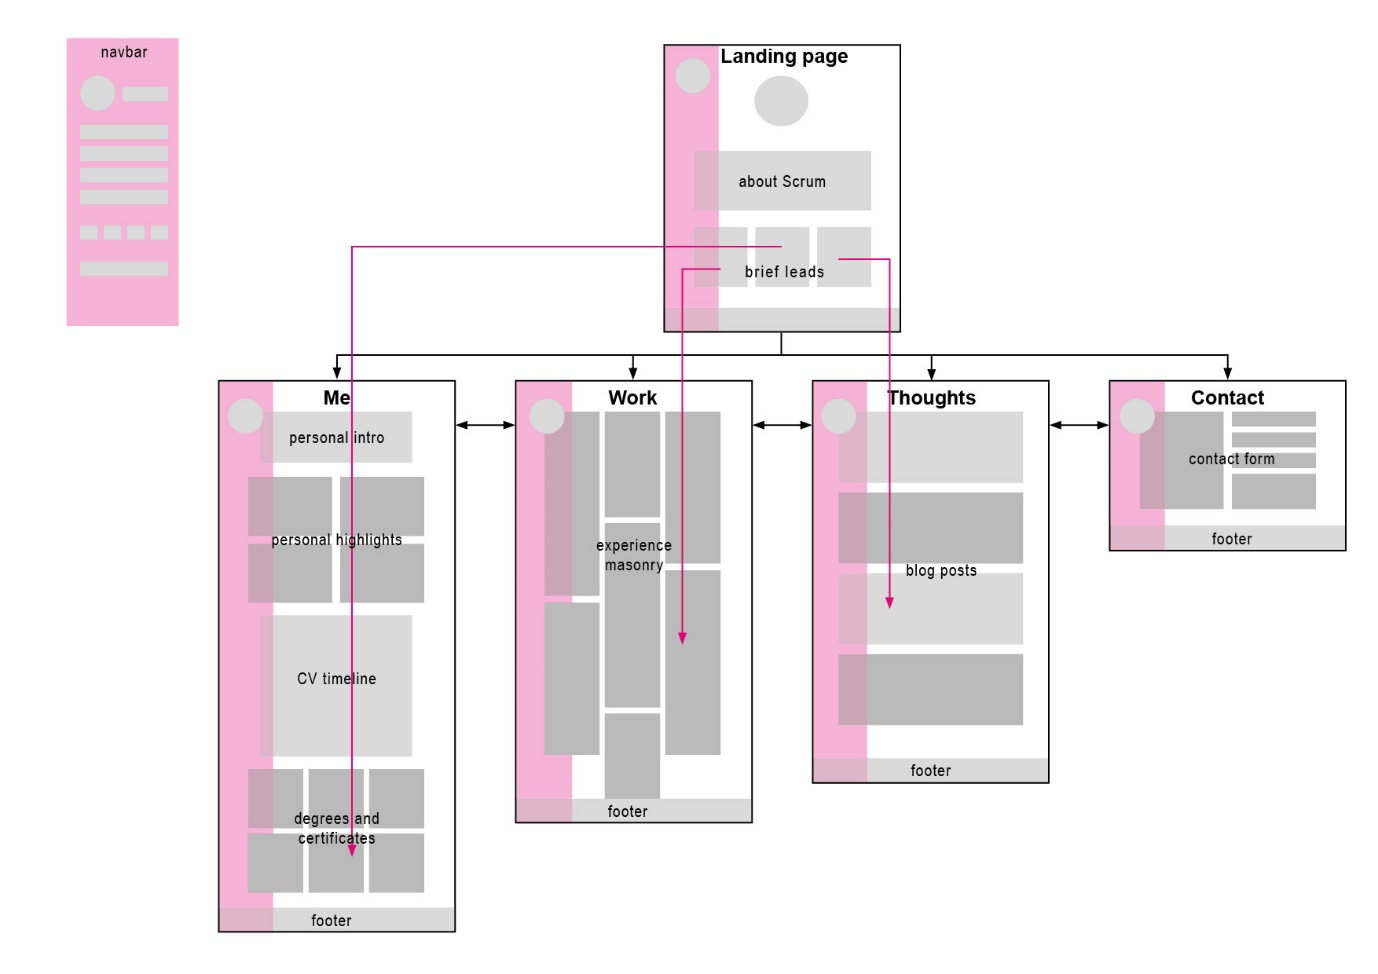 navbar
Landing page
about Scrum
brief leads
Me
personal intro
personal highlights
CV timeline
degrees and
certificates
footer
Work
experience
masonry
footer
Thoughts
blog posts
footer
Contact
contact form
footer